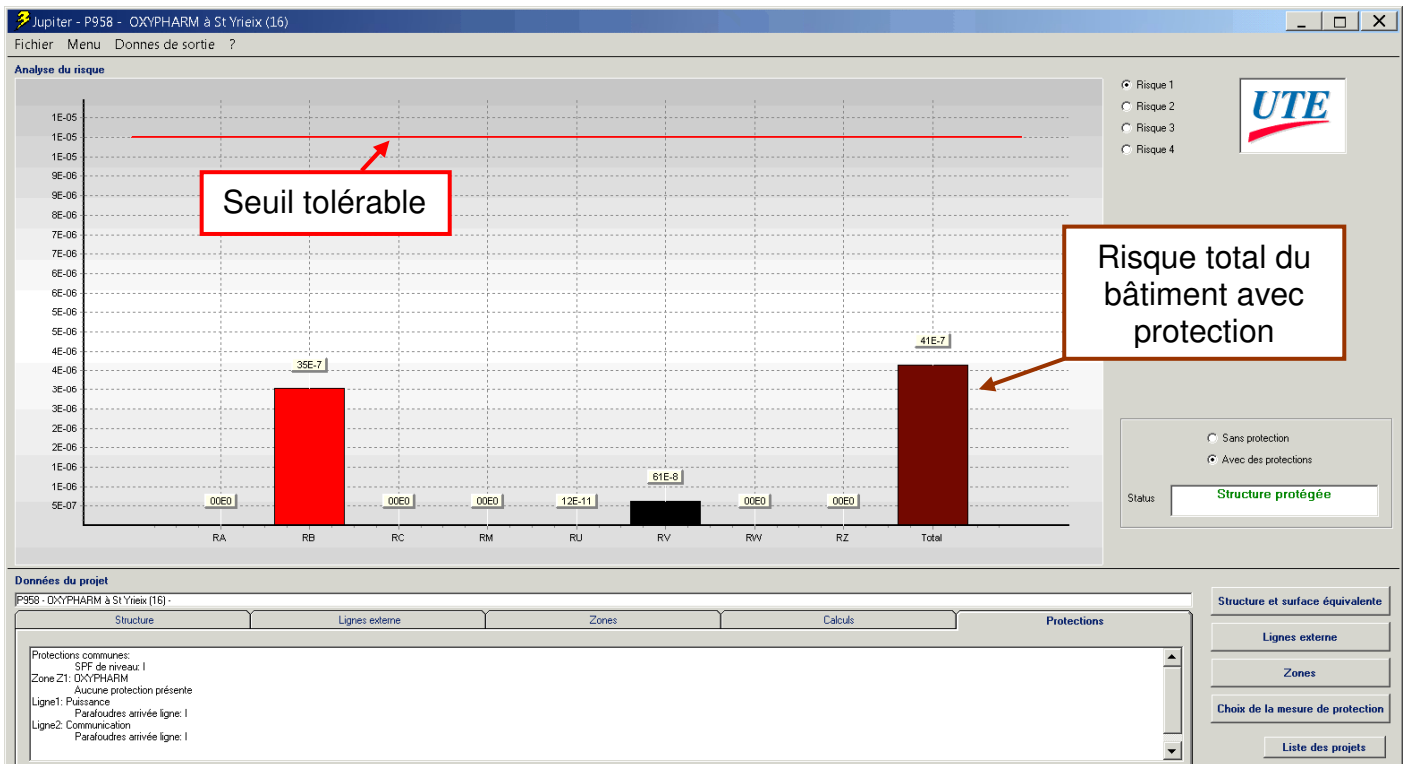 Jupiter - P958 - OXYPHARM à St Yrieix (16)
Fichier Menu Donnes de sortie ?
Analyse du risque
1E-05
1E-05
1E-05
9E-06
9E-06
8E-06
7E-06
7E-06
6E-06
6E-06
5E-06
5E-06
4E-06
4E-06
3E-06
3E-06
2E-06
2E-06
1E-06
1E-06
5E-07
Seuil tolérable
Risque total du
bâtiment avec
protection
00E0
35E-7
00E0
00E0
12E-11
61E-8
00E0
00E0
41E-7
RA RB RC RM RU RV RW RZ Total
Risque 1
Risque 2
Risque 3
Risque 4
UTE
Sans protection
Avec des protections
Status Structure protégée
Données du projet
P958 - OXYPHARM à St Yrieix (16) -
Structure Lignes externe Zones Calculs Protections
Protections communes:
SPF de niveau: I
Zone Z1: OXYPHARM
Aucune protection présente
Ligne1: Puissance
Parafoudres arrivée ligne: I
Ligne2: Communication
Parafoudres arrivée ligne: I
Structure et surface équivalente
Lignes externe
Zones
Choix de la mesure de protection
Liste des projets